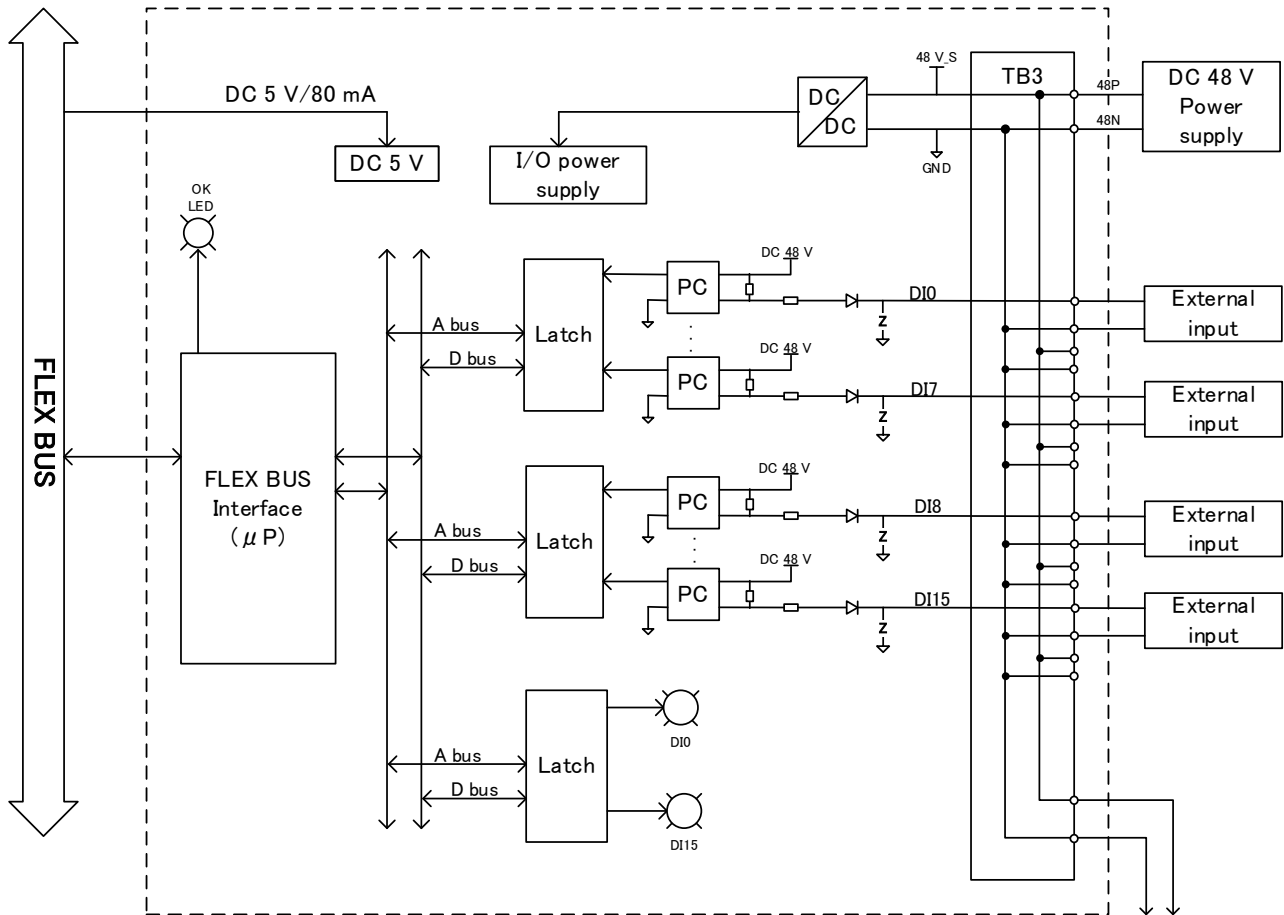 48 V_S
TB3
48P
DC 48 V
Power
supply
DC
DC
48N
GND
DC 5 V/80 mA
DC 5 V
I/O power
supply
OK
LED
FLEX BUS
FLEX BUS
Interface
(μP)
A bus
D bus
Latch
DC 48 V
PC
Z
DI0
External
input
DC 48 V
PC
Z
DI7
External
input
A bus
D bus
Latch
DC 48 V
PC
Z
DI8
External
input
DC 48 V
PC
Z
DI15
External
input
A bus
D bus
Latch
DI0
DI15